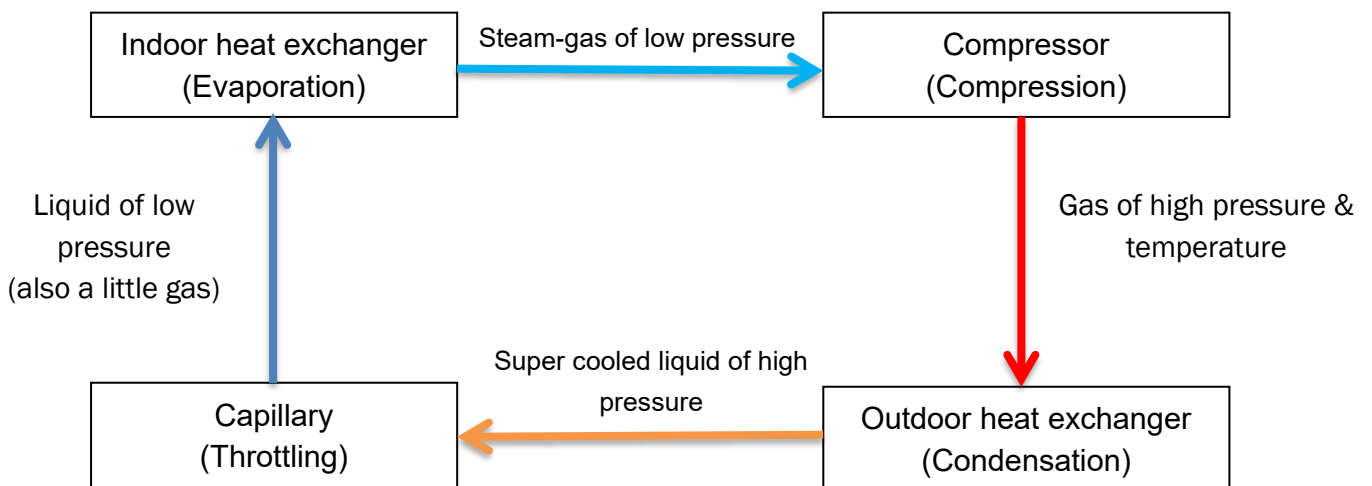 Indoor heat exchanger
(Evaporation)
Steam-gas of low pressure
Compressor
(Compression)
Liquid of low
pressure
(also a little gas)
Gas of high pressure &
temperature
Super cooled liquid of high
pressure
Capillary
(Throttling)
Outdoor heat exchanger
(Condensation)